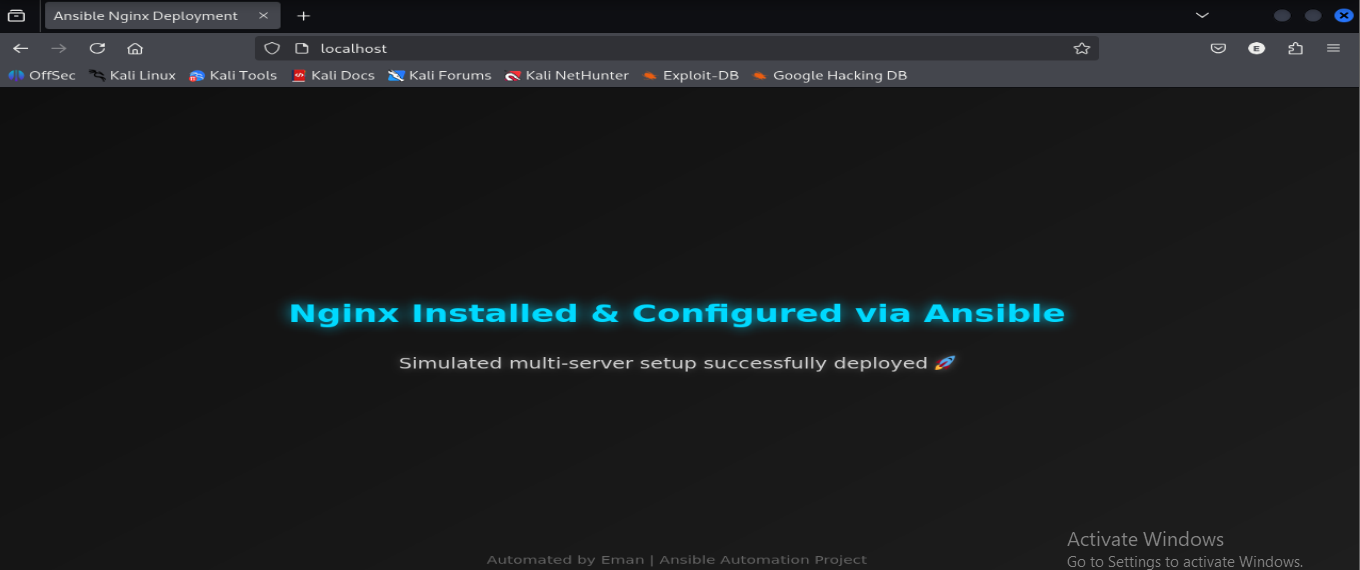 Ansible Nginx Deployment
localhost
E
OffSec Kali Linux Kali Tools Kali Docs Kali Forums Kali NetHunter Exploit-DB Google Hacking DB
Nginx Installed & Configured via Ansible
Simulated multi-server setup successfully deployed 🚀
Activate Windows
Go to Settings to activate Windows.
Automated by Eman | Ansible Automation Project